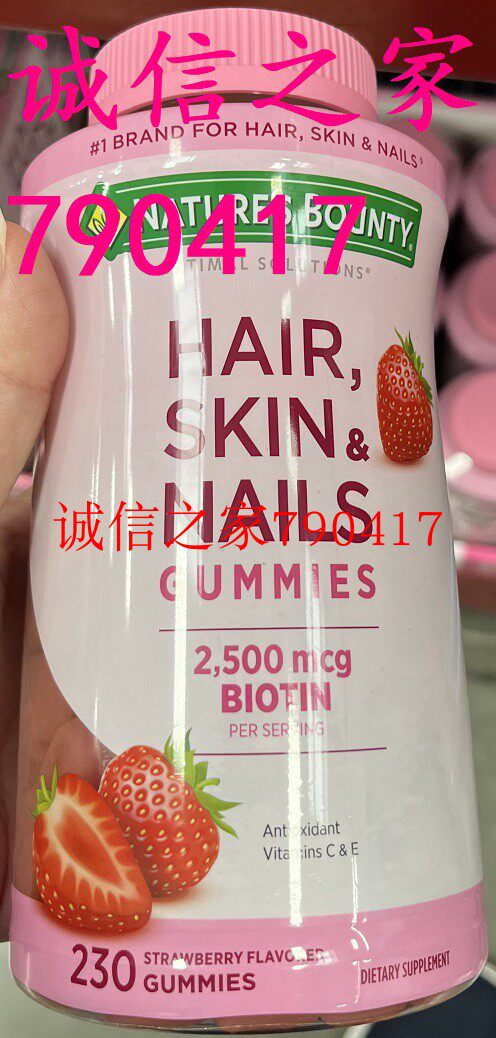 诚信之家
#1 BRAND FOR HAIR, SKIN & NAILS®
790417
NATURE'S BOUNTY®
OPTIMAL SOLUTIONS®
HAIR,
SKIN &
NAILS
诚信之家790417
GUMMIES
2,500 mcg
BIOTIN
PER SERVING
Antioxidant
Vitamins C & E
230 STRAWBERRY FLAVORED
GUMMIES
DIETARY SUPPLEMENT